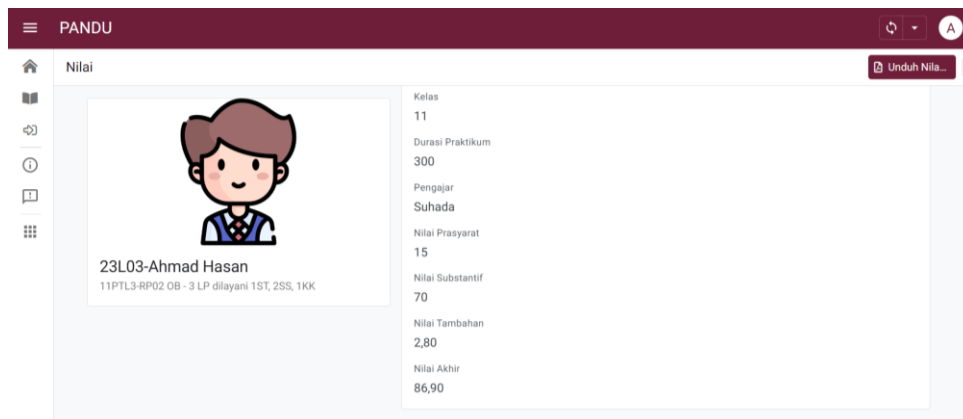 PANDU
A
Nilai
Unduh Nila...
23L03-Ahmad Hasan
11PTL3-RP02 OB - 3 LP dilayani 1ST, 2SS, 1KK
Kelas
11
Durasi Praktikum
300
Pengajar
Suhada
Nilai Prasyarat
15
Nilai Substantif
70
Nilai Tambahan
2,80
Nilai Akhir
86,90